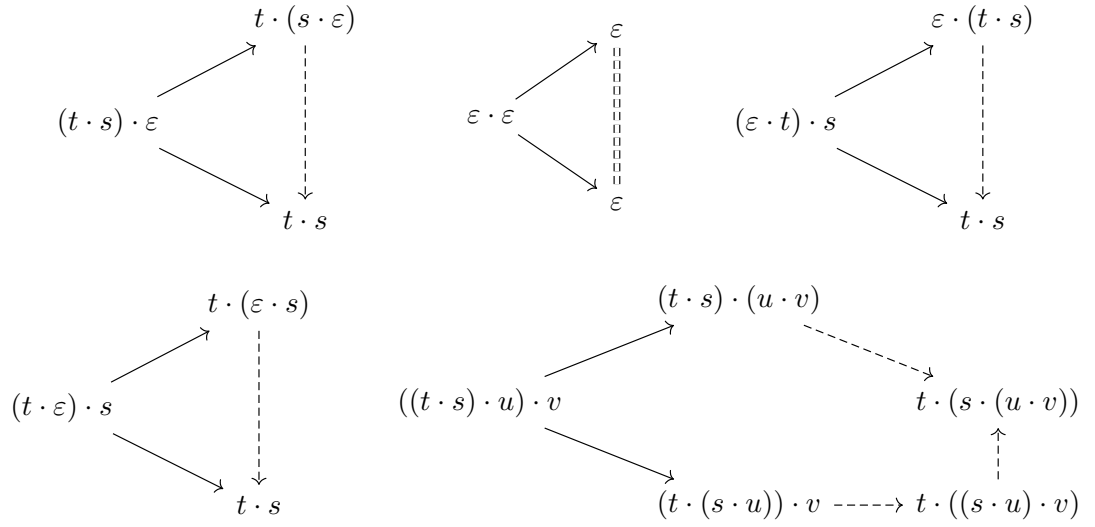 t · (s · ε)
(t · s) · ε
t · s
ε
ε · ε
ε
ε · (t · s)
(ε · t) · s
t · s
t · (ε · s)
(t · ε) · s
t · s
(t · s) · (u · v)
((t · s) · u) · v
t · (s · (u · v))
(t · (s · u)) · v
t · ((s · u) · v)